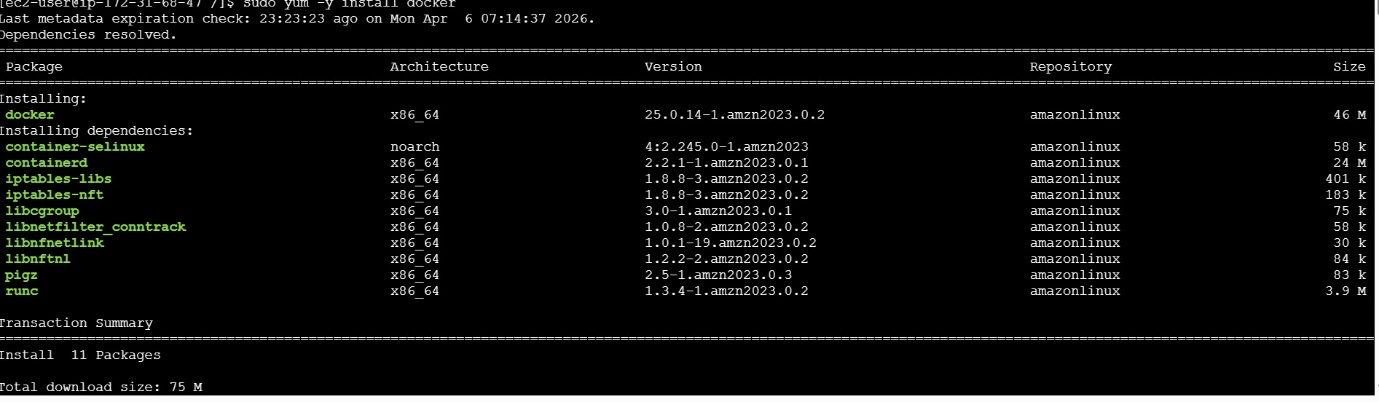 [ec2-user@ip-172-31-68-47 /]$ sudo yum -y install docker
Last metadata expiration check: 23:23:23 ago on Mon Apr  6 07:14:37 2026.
Dependencies resolved.
Package Architecture Version Repository Size
Installing:
docker x86_64 25.0.14-1.amzn2023.0.2 amazonlinux 46 M
Installing dependencies:
container-selinux noarch 4:2.245.0-1.amzn2023 amazonlinux 58 k
containerd x86_64 2.2.1-1.amzn2023.0.1 amazonlinux 24 M
iptables-libs x86_64 1.8.8-3.amzn2023.0.2 amazonlinux 401 k
iptables-nft x86_64 1.8.8-3.amzn2023.0.2 amazonlinux 183 k
libcgroup x86_64 3.0-1.amzn2023.0.1 amazonlinux 75 k
libnetfilter_conntrack x86_64 1.0.8-2.amzn2023.0.2 amazonlinux 58 k
libnfnetlink x86_64 1.0.1-19.amzn2023.0.2 amazonlinux 30 k
libnftnl x86_64 1.2.2-2.amzn2023.0.2 amazonlinux 84 k
pigz x86_64 2.5-1.amzn2023.0.3 amazonlinux 83 k
runc x86_64 1.3.4-1.amzn2023.0.2 amazonlinux 3.9 M
Transaction Summary
Install  11 Packages
Total download size: 75 M